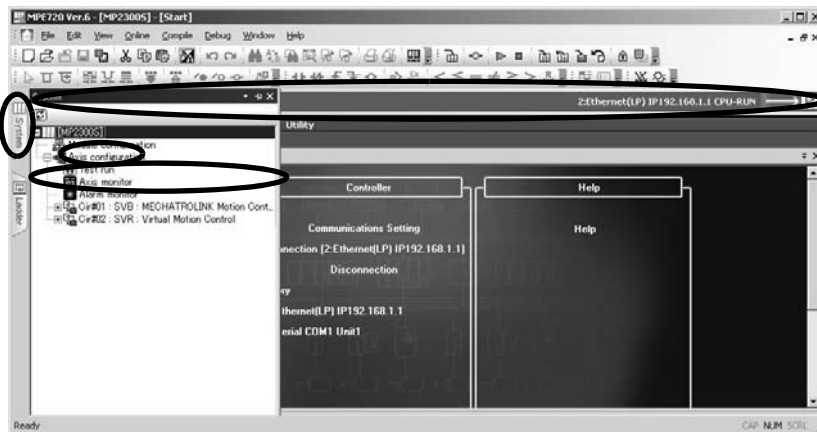 MPE720 Ver.6 - [MP2300S] - [Start]
File Edit View Online Compile Debug Window Help
2:Ethernet(LP) IP192.168.1.1 CPU-RUN
System
Ladder
[MP2300S]
Module configuration
Axis configuration
Test run
Axis monitor
Alarm monitor
Cir#01 : SVB : MECHATROLINK Motion Cont..
Cir#02 : SVR : Virtual Motion Control
Utility
Controller
Communications Setting
nnection [2:Ethernet(LP) IP192.168.1.1]
Disconnection
ry
thernet(LP) IP192.168.1.1
erial COM1 Unit1
Help
Help
Ready
CAP NUM SCRL